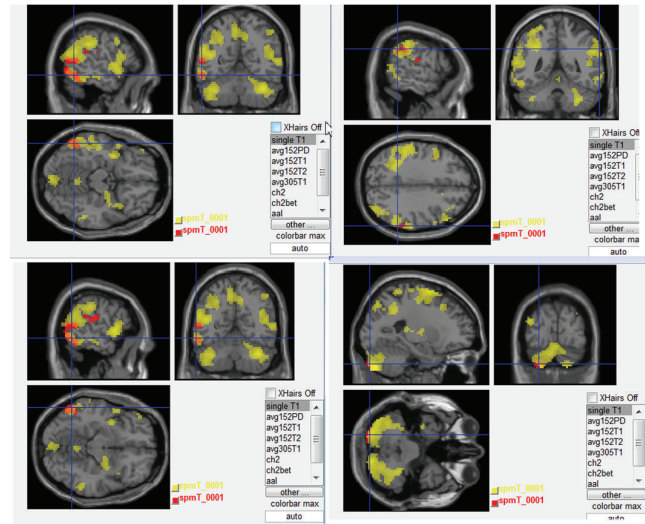 XHairs Off
single T1
avg152PD
avg152T1
avg152T2
avg305T1
ch2
ch2bet
aal
other ...
colorbar max
auto
spmT_0001
spmT_0001
XHairs Off
single T1
avg152PD
avg152T1
avg152T2
avg305T1
ch2
ch2bet
aal
other ...
colorbar max
auto
spmT_0001
spmT_0001
XHairs Off
single T1
avg152PD
avg152T1
avg152T2
avg305T1
ch2
ch2bet
aal
other ...
colorbar max
auto
spmT_0001
spmT_0001
XHairs Off
single T1
avg152PD
avg152T1
avg152T2
avg305T1
ch2
ch2bet
aal
other ...
colorbar max
auto
spmT_0001
spmT_0001